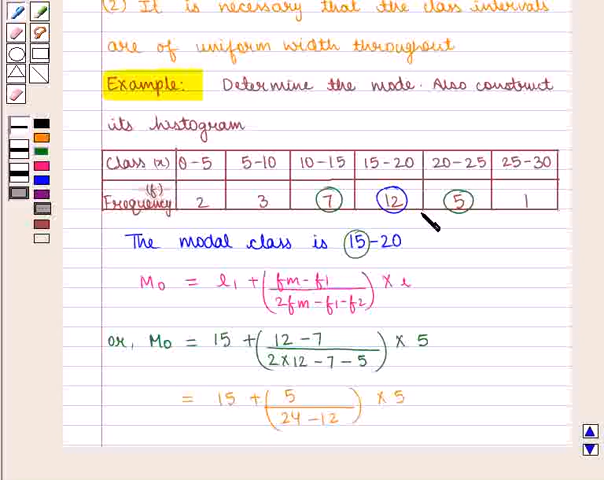 (2) It is necessary that the class intervals
are of uniform width throughout
Example: Determine the mode. Also construct
its histogram
Class (x) 0-5 5-10 10-15 15-20 20-25 25-30
(f)
Frequency 2 3 7 12 5 1
The modal class is 15-20
Mo = l1 + (fm-f1 / 2fm-f1-f2) × i
or, Mo = 15 + (12-7 / 2×12-7-5) × 5
= 15 + (5 / 24-12) × 5